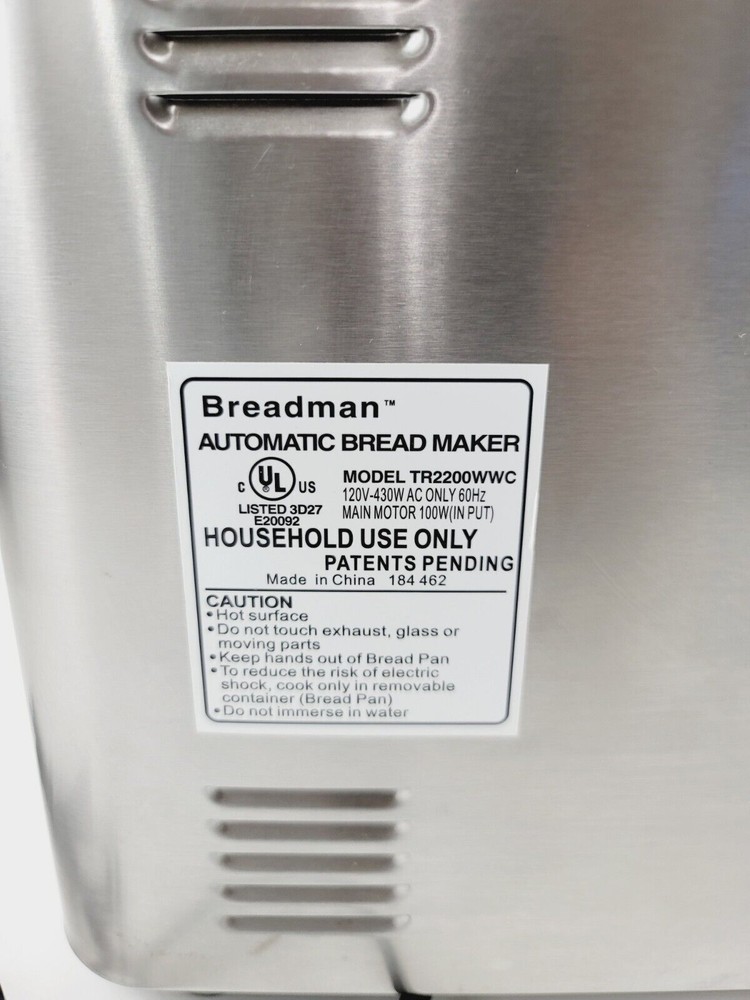 Breadman™
AUTOMATIC BREAD MAKER
C UL US
LISTED 3D27
E20092
MODEL TR2200WWC
120V-430W AC ONLY 60Hz
MAIN MOTOR 100W(IN PUT)
HOUSEHOLD USE ONLY
PATENTS PENDING
Made in China 184 462
CAUTION
• Hot surface
• Do not touch exhaust, glass or
moving parts
• Keep hands out of Bread Pan
• To reduce the risk of electric
shock, cook only in removable
container (Bread Pan)
• Do not immerse in water